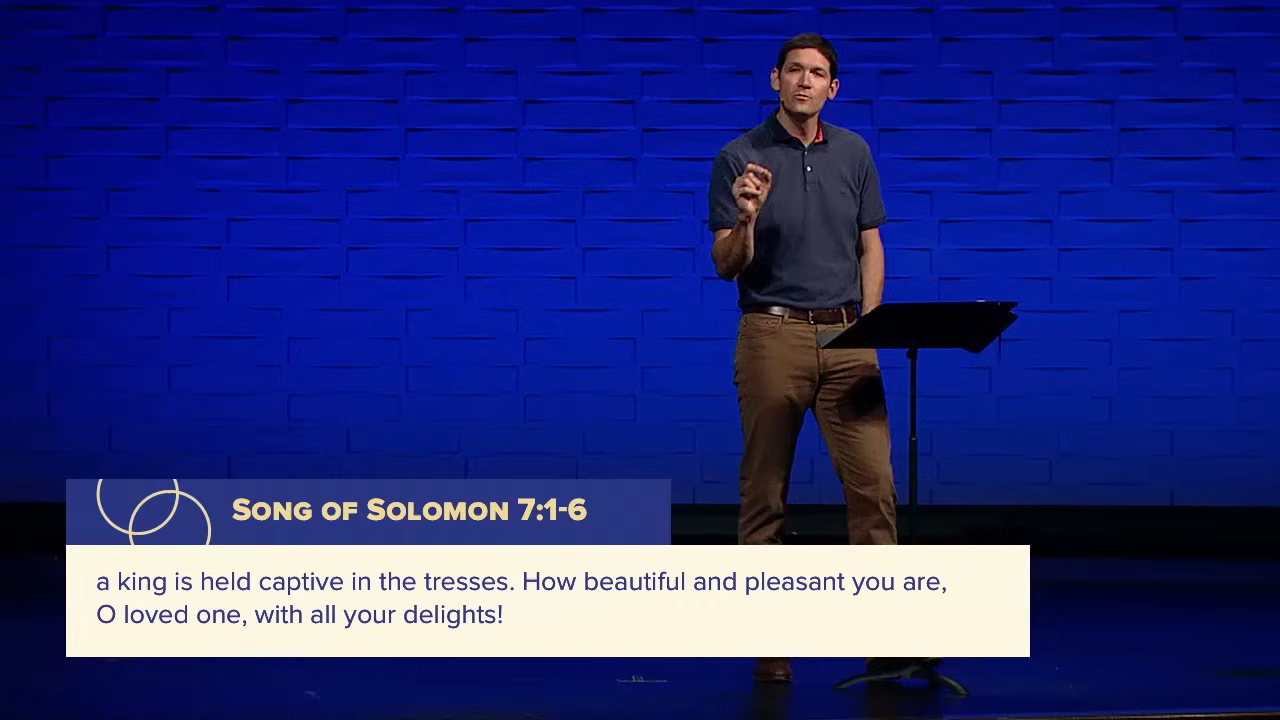 SONG OF SOLOMON 7:1-6
a king is held captive in the tresses. How beautiful and pleasant you are,
O loved one, with all your delights!